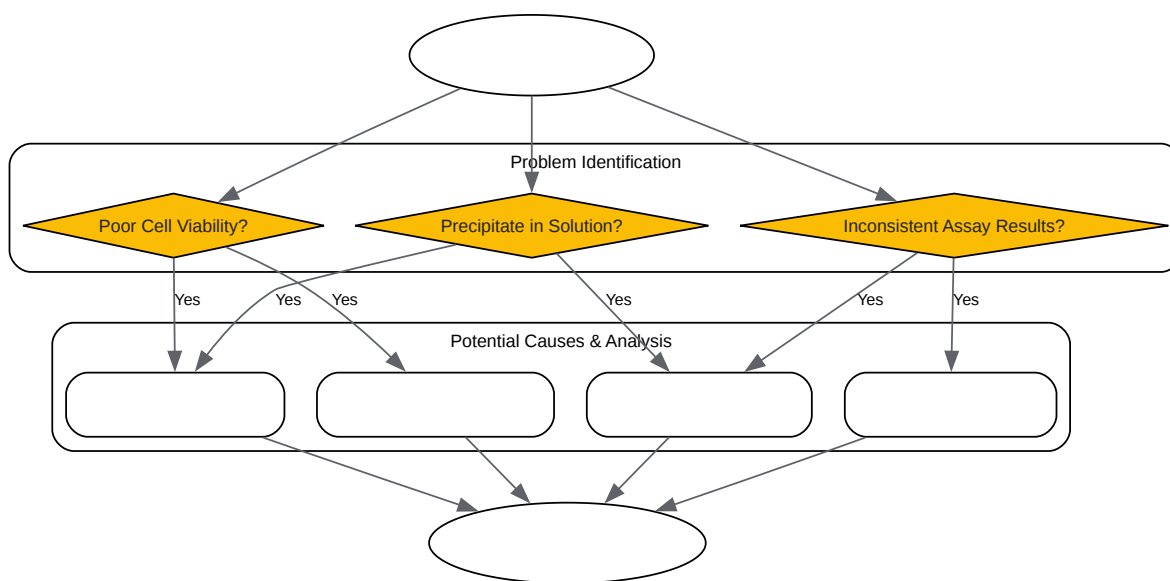 Problem Identification
Poor Cell Viability?
Precipitate in Solution?
Inconsistent Assay Results?
Yes
Yes
Yes
Yes
Yes
Yes
Potential Causes & Analysis